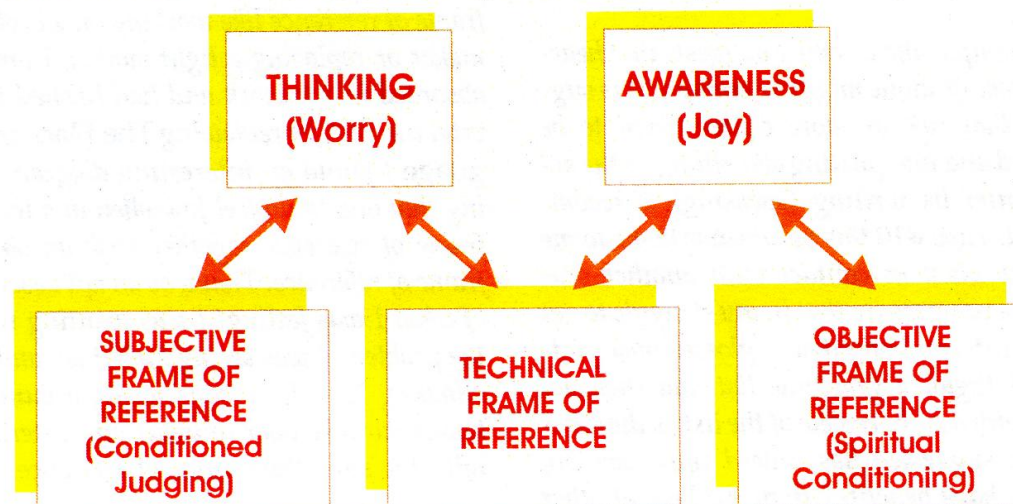 THINKING
(Worry)
AWARENESS
(Joy)
SUBJECTIVE
FRAME OF
REFERENCE
(Conditioned
Judging)
TECHNICAL
FRAME OF
REFERENCE
OBJECTIVE
FRAME OF
REFERENCE
(Spiritual
Conditioning)